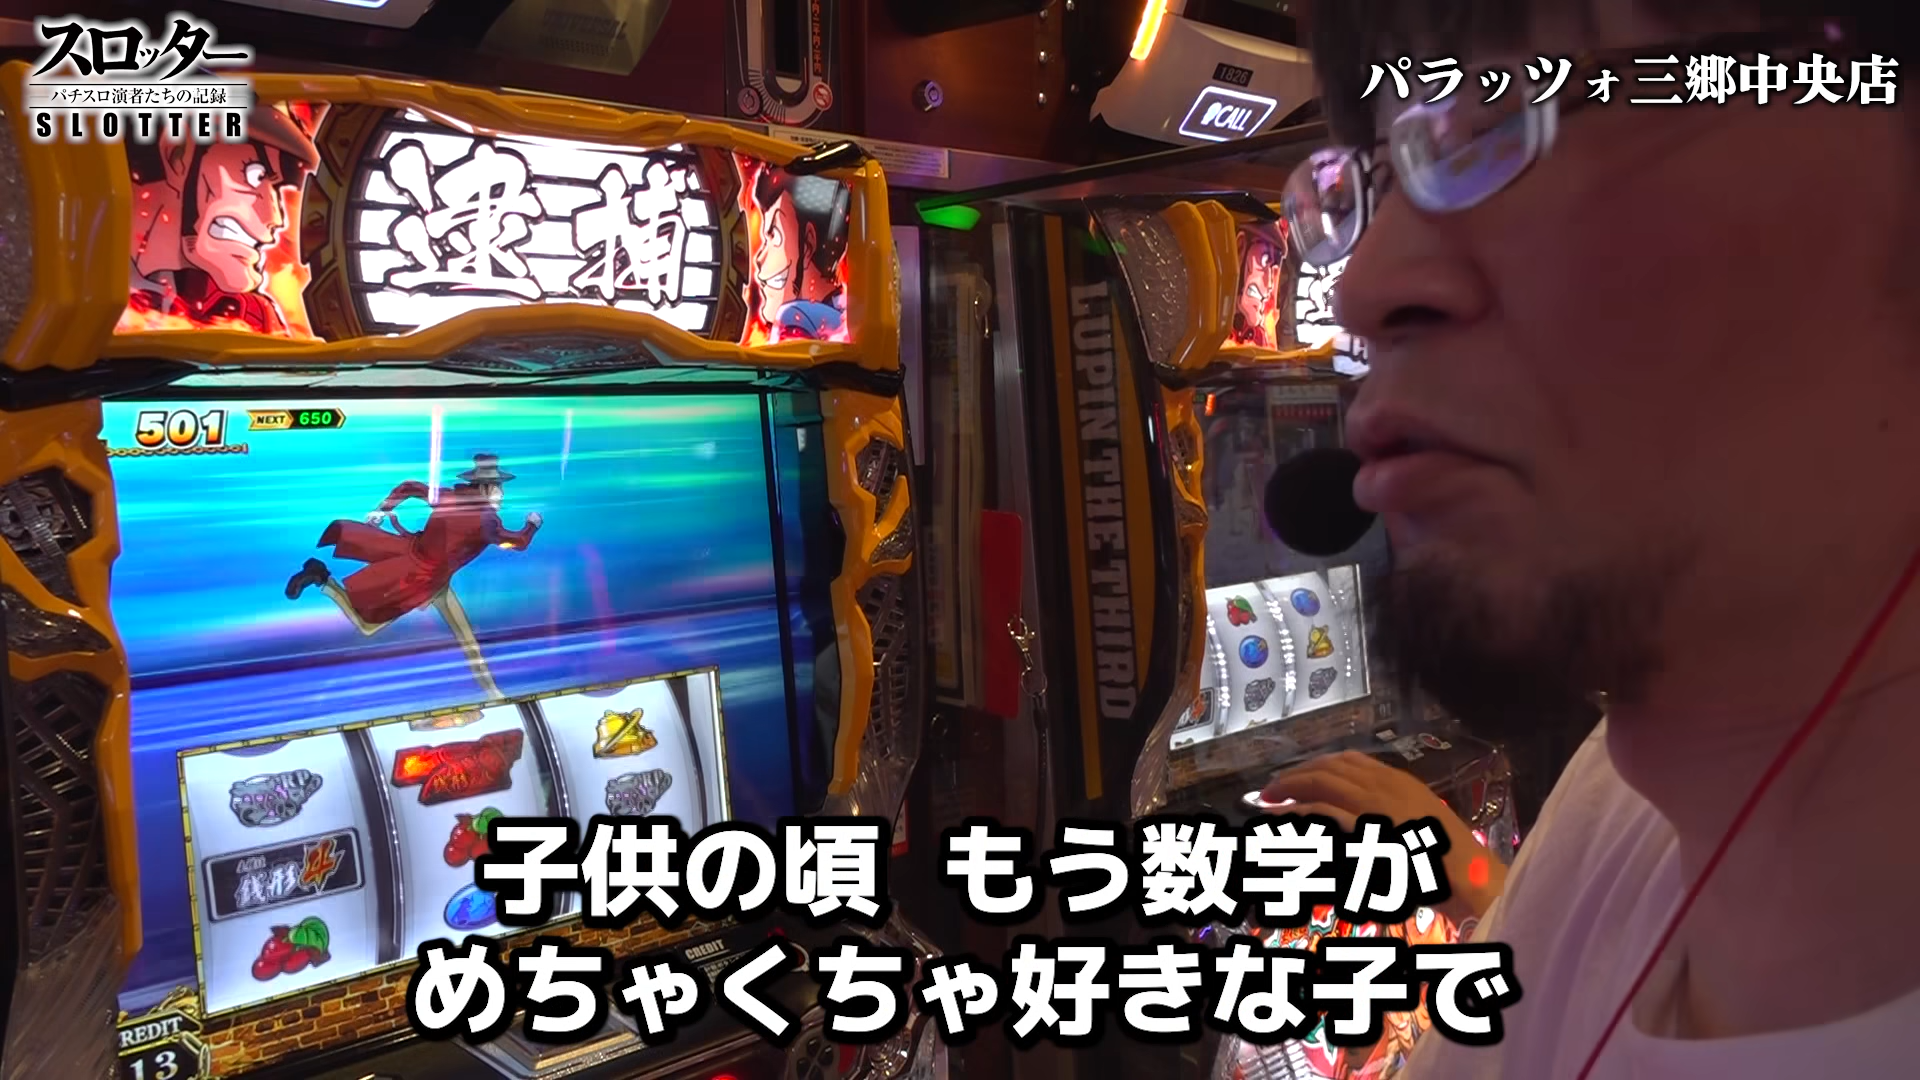 スロッター
パチスロ演者たちの記録
SLOTTER
パラッツォ三郷中央店
1826
CALL
逮捕
501
NEXT 650
LUPIN THE THIRD
銭形4
CREDIT
REDIT
13
子供の頃 もう数学が
めちゃくちゃ好きな子で